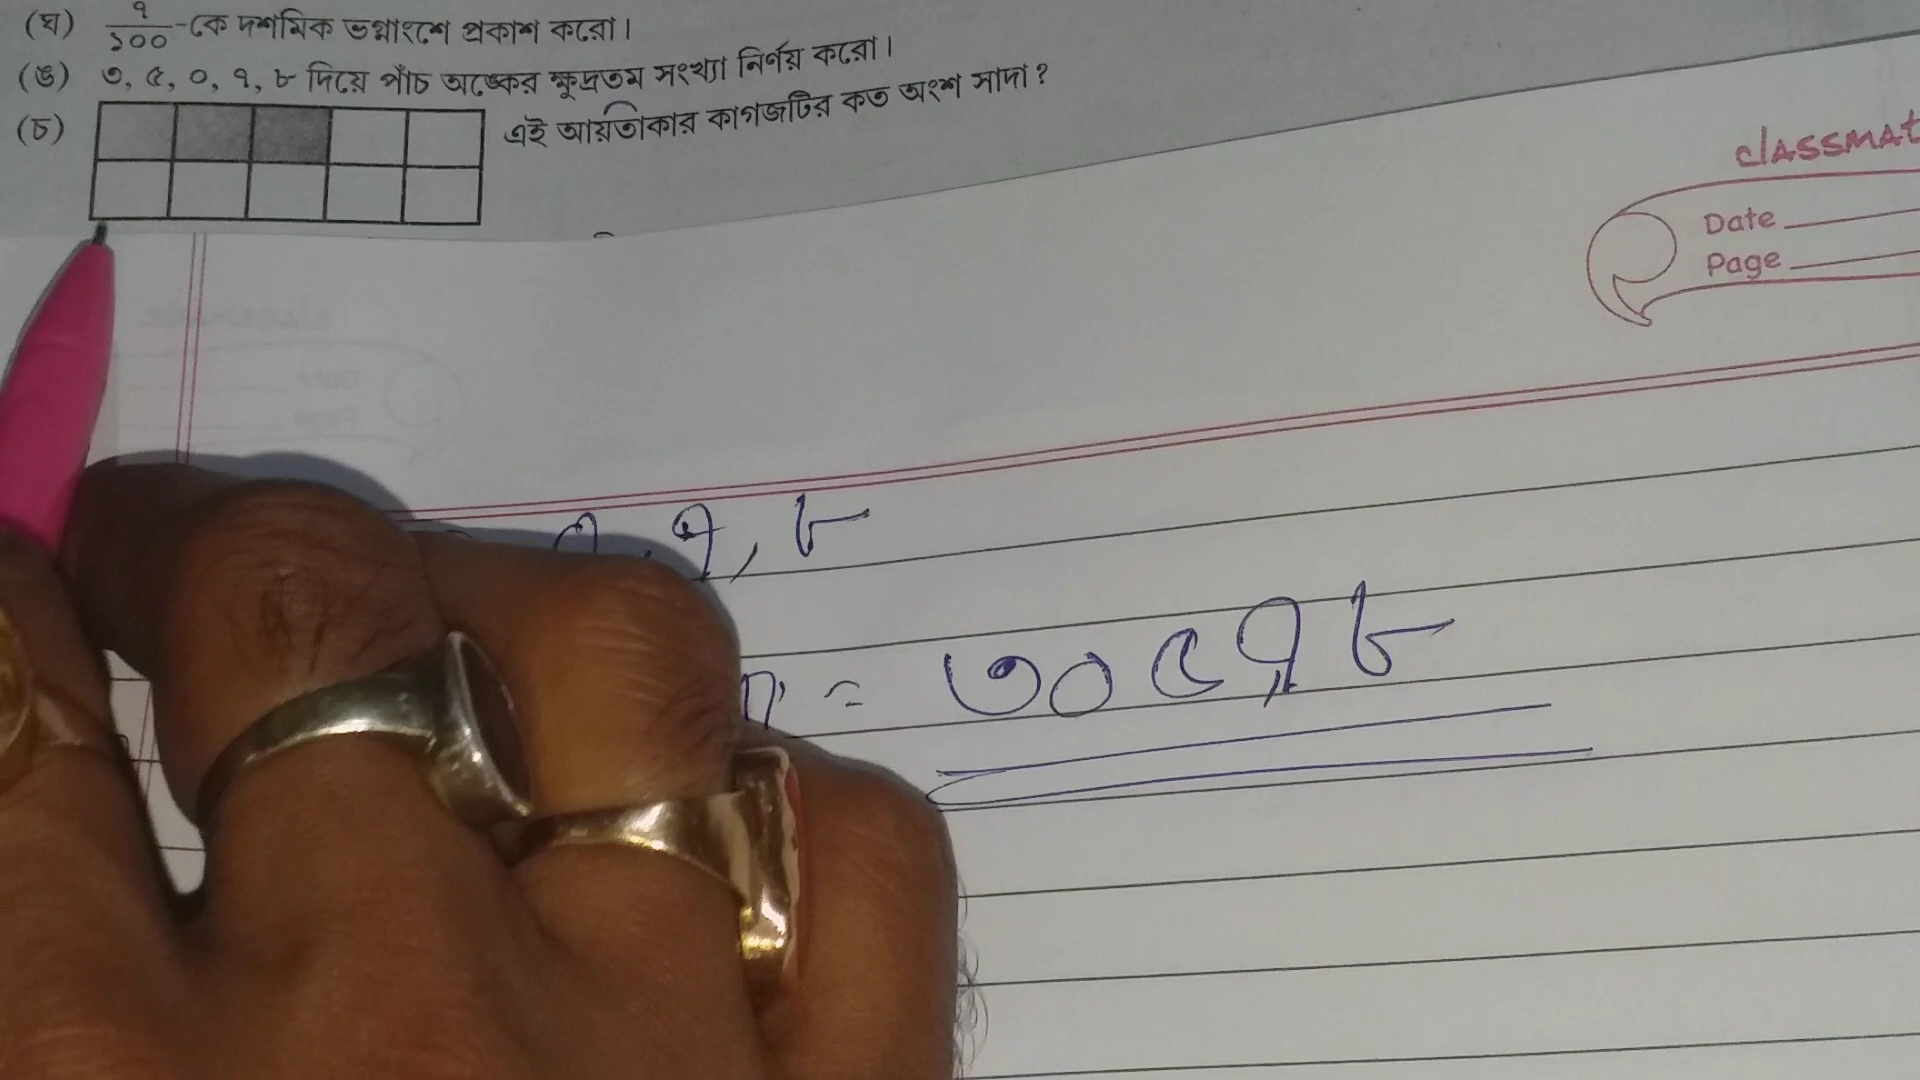 (ঘ) ৭/১০০-কে দশমিক ভগ্নাংশে প্রকাশ করো।
(ঙ) ৩, ৫, ০, ৭, ৮ দিয়ে পাঁচ অঙ্কের ক্ষুদ্রতম সংখ্যা নির্ণয় করো।
(চ) এই আয়তাকার কাগজটির কত অংশ সাদা?
classmat
Date
Page
৭, ৮
= ৩০৫৭৮